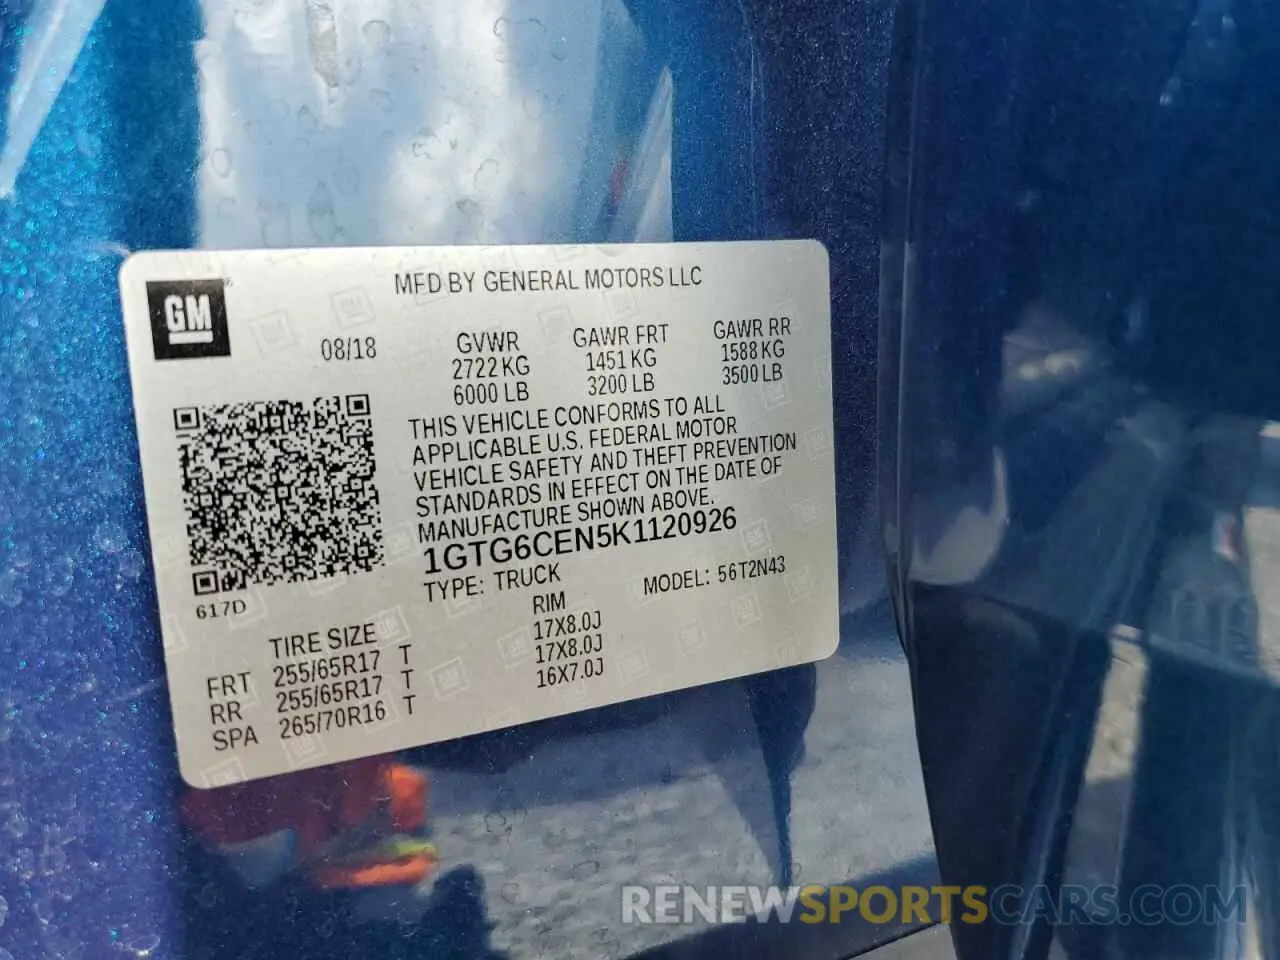 MFD BY GENERAL MOTORS LLC
GM
08/18
GVWR GAWR FRT GAWR RR
2722KG 1451 KG 1588 KG
6000 LB 3200 LB 3500 LB
THIS VEHICLE CONFORMS TO ALL
APPLICABLE U.S. FEDERAL MOTOR
VEHICLE SAFETY AND THEFT PREVENTION
STANDARDS IN EFFECT ON THE DATE OF
MANUFACTURE SHOWN ABOVE.
1GTG6CEN5K1120926
617D
TYPE: TRUCK MODEL: 56T2N43
TIRE SIZE RIM
FRT 255/65R17 T 17X8.0J
RR 255/65R17 T 17X8.0J
SPA 265/70R16 T 16X7.0J
RENEWSPORTSCARS.COM